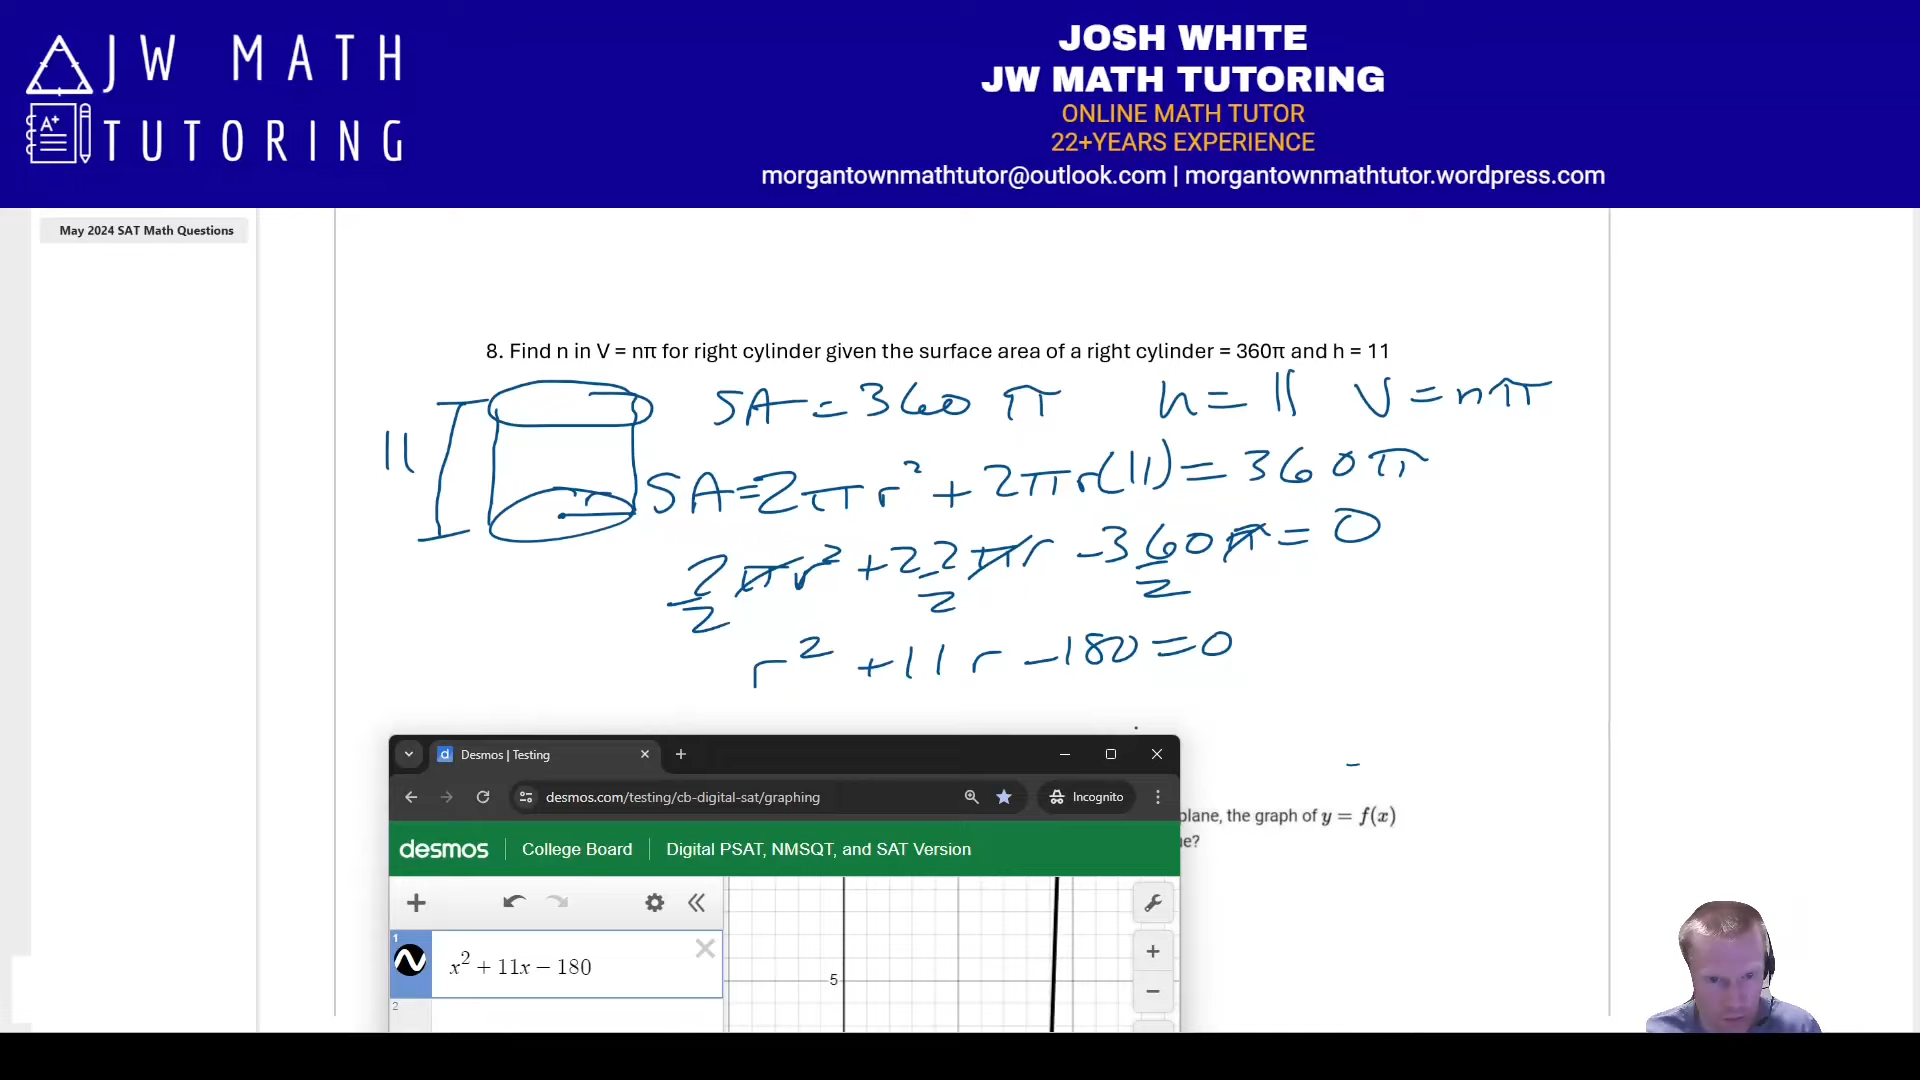 JW MATH
TUTORING
A+
JOSH WHITE
JW MATH TUTORING
ONLINE MATH TUTOR
22+YEARS EXPERIENCE
morgantownmathtutor@outlook.com | morgantownmathtutor.wordpress.com
May 2024 SAT Math Questions
8. Find n in V = nπ for right cylinder given the surface area of a right cylinder = 360π and h = 11
SA = 360 π h = 11 V = nπ
11
r
SA = 2πr² + 2πr(11) = 360π
2πr² + 22πr - 360π = 0
2 2 2
r² + 11r - 180 = 0
Desmos | Testing
desmos.com/testing/cb-digital-sat/graphing
Incognito
plane, the graph of y = f(x)
ue?
desmos College Board Digital PSAT, NMSQT, and SAT Version
1
x² + 11x − 180
5
2